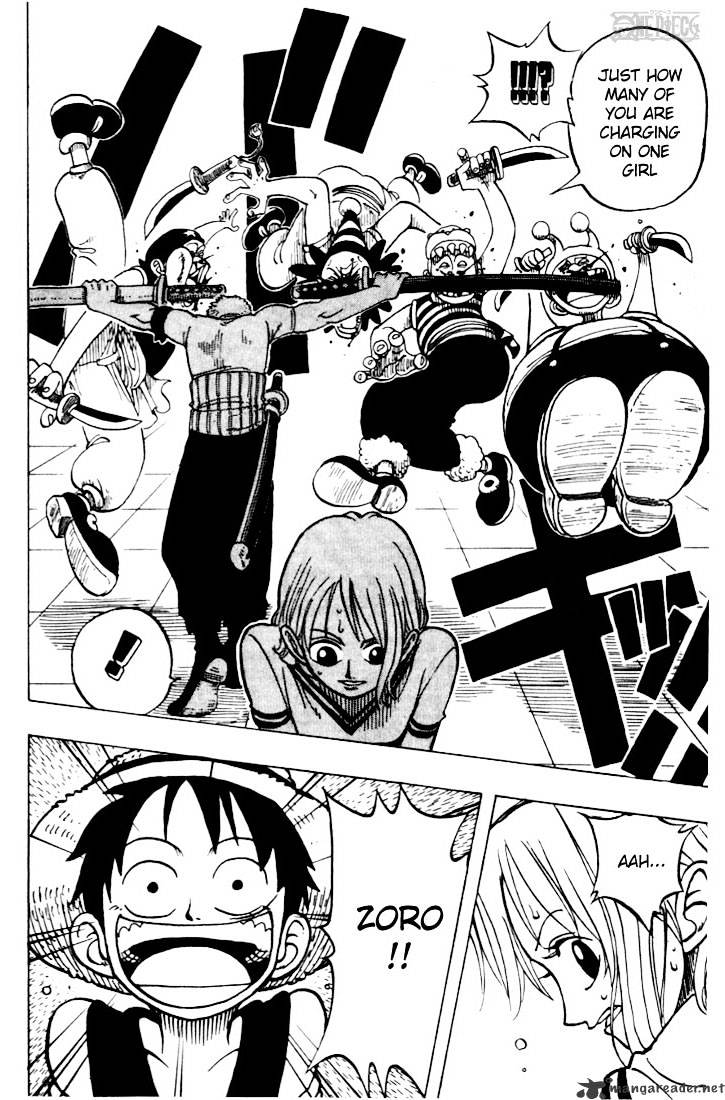 ONE PIECE
JUST HOW
MANY OF
YOU ARE
CHARGING
ON ONE
GIRL
!!!?
!
ZORO
!!
AAH...
mangareader.net